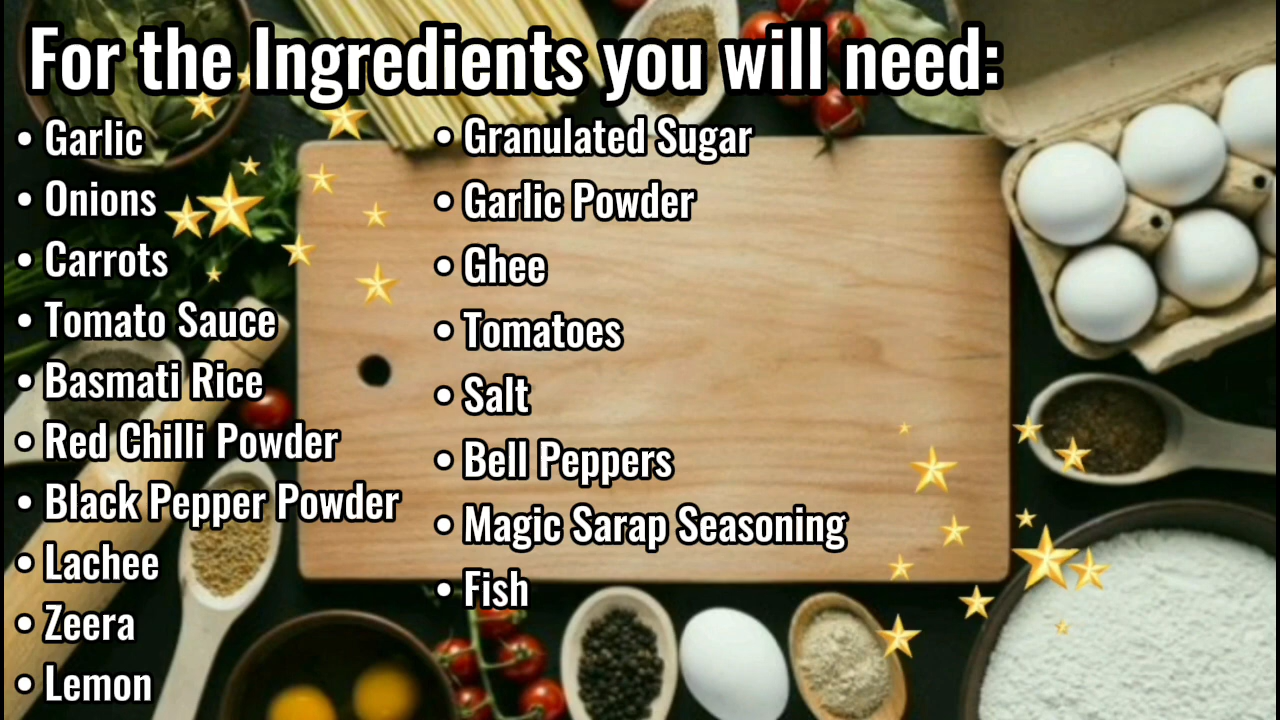 For the Ingredients you will need:
• Garlic
• Onions
• Carrots
• Tomato Sauce
• Basmati Rice
• Red Chilli Powder
• Black Pepper Powder
• Lachee
• Zeera
• Lemon
• Granulated Sugar
• Garlic Powder
• Ghee
• Tomatoes
• Salt
• Bell Peppers
• Magic Sarap Seasoning
• Fish